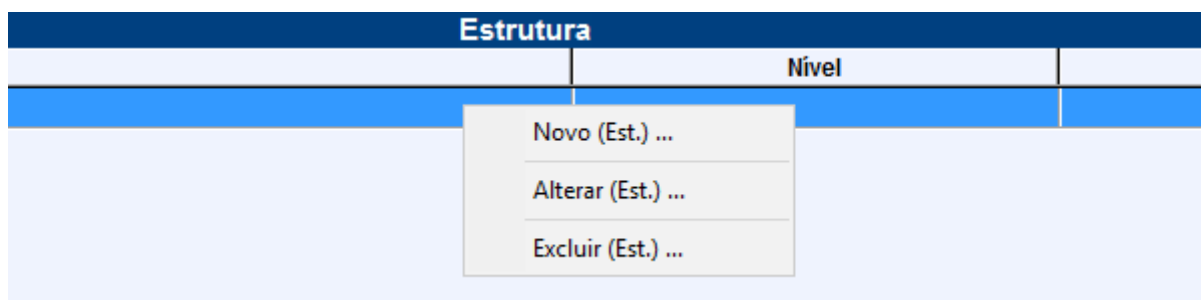 Estrutura
Nível
Novo (Est.) ...
Alterar (Est.) ...
Excluir (Est.) ...